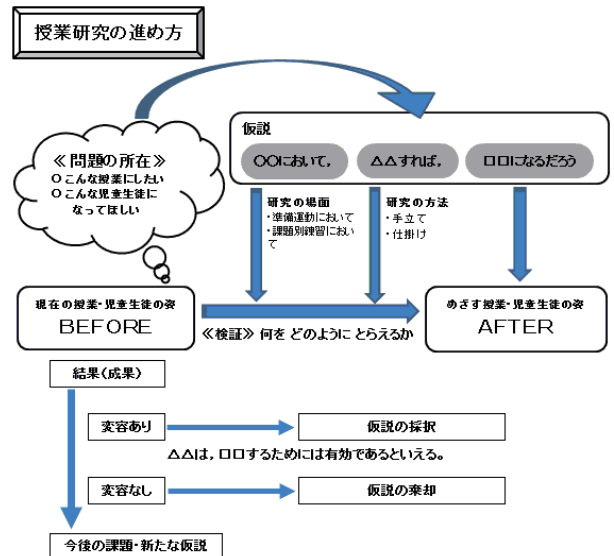 授業研究の進め方
仮説
○○において,
△△すれば,
□□になるだろう
≪問題の所在≫
○こんな授業にしたい
○こんな児童生徒に
なってほしい
研究の場面
・準備運動において
・課題別練習におい
て
研究の方法
・手立て
・仕掛け
現在の授業・児童生徒の姿
BEFORE
めざす授業・児童生徒の姿
AFTER
≪検証≫ 何を どのように とらえるか
結果(成果)
変容あり
仮説の採択
△△は, □□するためには有効であるといえる。
変容なし
仮説の棄却
今後の課題・新たな仮説